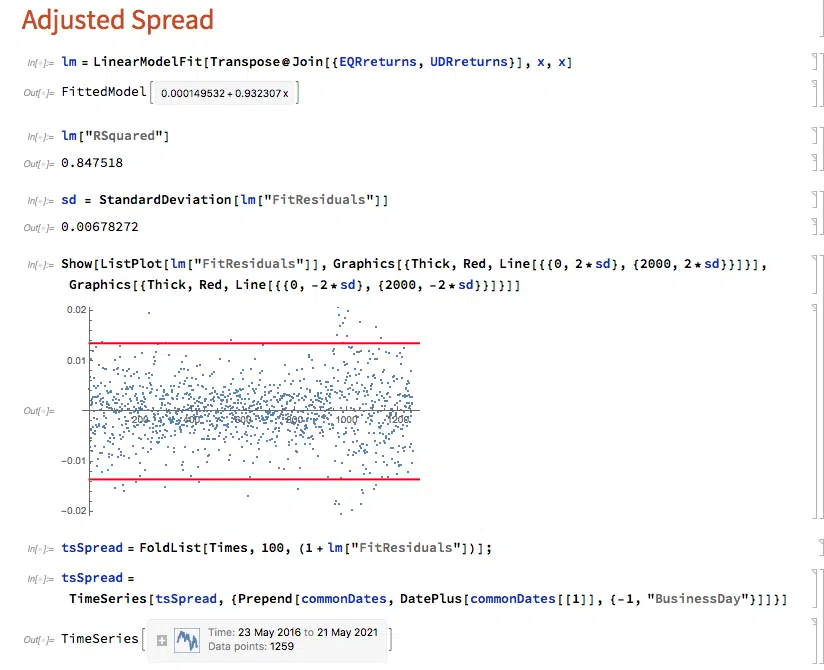 Adjusted Spread
In[∘]:= lm = LinearModelFit[Transpose@Join[{EQRreturns, UDRreturns}], x, x]
Out[∘]= FittedModel[0.000149532 + 0.932307 x]
In[∘]:= lm["RSquared"]
Out[∘]= 0.847518
In[∘]:= sd = StandardDeviation[lm["FitResiduals"]]
Out[∘]= 0.00678272
In[∘]:= Show[ListPlot[lm["FitResiduals"]], Graphics[{Thick, Red, Line[{{0, 2*sd}, {2000, 2*sd}}]}],
Graphics[{Thick, Red, Line[{{0, -2*sd}, {2000, -2*sd}}]}]]
0.02
0.01
Out[∘]=
200 400 600 800 1000 1200
-0.01
-0.02
In[∘]:= tsSpread = FoldList[Times, 100, (1 + lm["FitResiduals"])];
In[∘]:= tsSpread =
TimeSeries[tsSpread, {Prepend[commonDates, DatePlus[commonDates[[1]], {-1, "BusinessDay"}]]}]
Out[∘]= TimeSeries[ Time: 23 May 2016 to 21 May 2021
Data points: 1259 ]